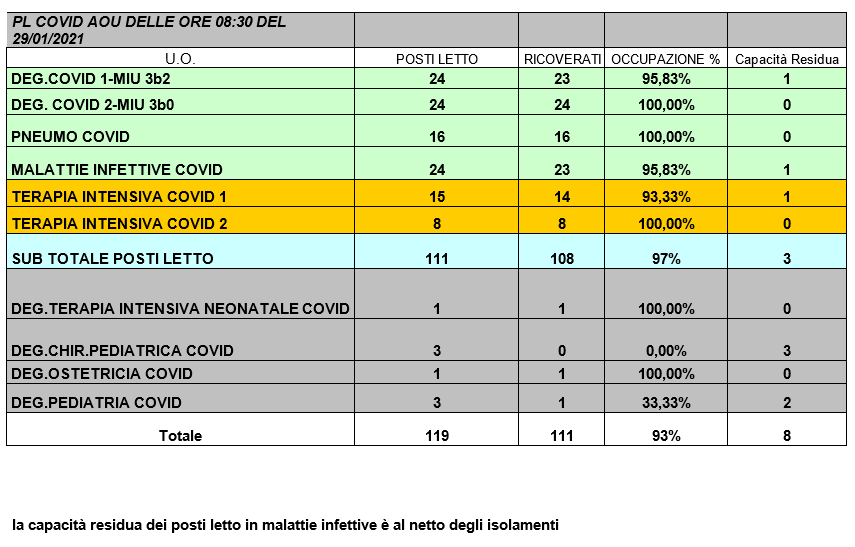 PL COVID AOU DELLE ORE 08:30 DEL
29/01/2021
U.O. POSTI LETTO RICOVERATI OCCUPAZIONE % Capacità Residua
DEG.COVID 1-MIU 3b2 24 23 95,83% 1
DEG. COVID 2-MIU 3b0 24 24 100,00% 0
PNEUMO COVID 16 16 100,00% 0
MALATTIE INFETTIVE COVID 24 23 95,83% 1
TERAPIA INTENSIVA COVID 1 15 14 93,33% 1
TERAPIA INTENSIVA COVID 2 8 8 100,00% 0
SUB TOTALE POSTI LETTO 111 108 97% 3
DEG.TERAPIA INTENSIVA NEONATALE COVID 1 1 100,00% 0
DEG.CHIR.PEDIATRICA COVID 3 0 0,00% 3
DEG.OSTETRICIA COVID 1 1 100,00% 0
DEG.PEDIATRIA COVID 3 1 33,33% 2
Totale 119 111 93% 8
la capacità residua dei posti letto in malattie infettive è al netto degli isolamenti